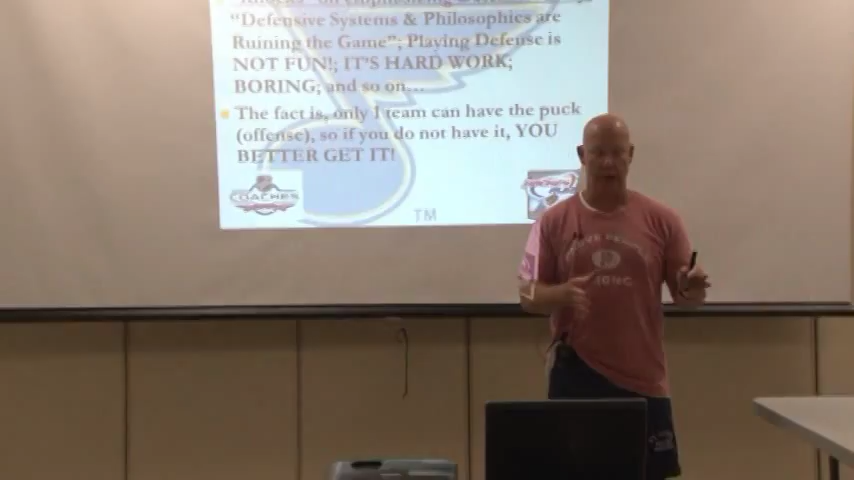 "Defensive Systems & Philosophies are
Ruining the Game"; Playing Defense is
NOT FUN!; IT'S HARD WORK;
BORING; and so on...
The fact is, only 1 team can have the puck
(offense), so if you do not have it, YOU
BETTER GET IT!
COACHES
TM